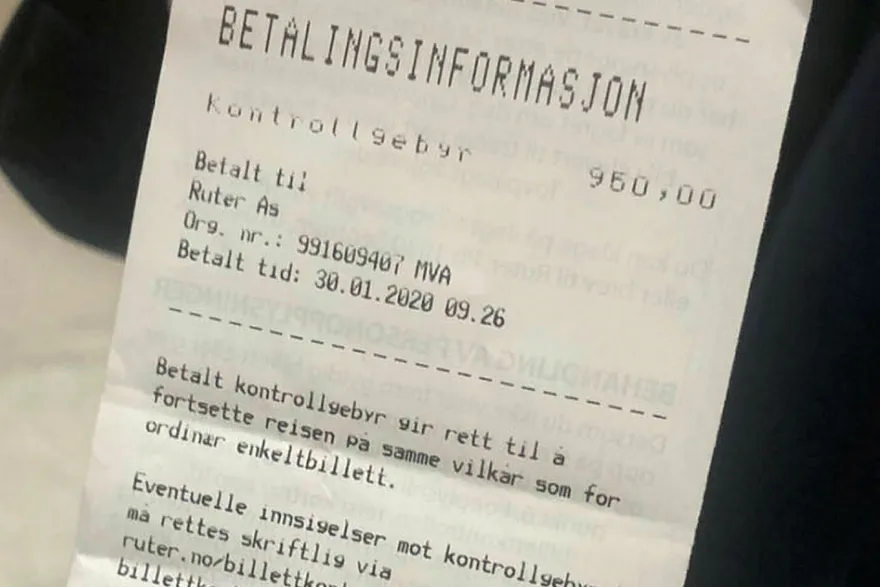 BETALINGSINFORMASJON
Kontrollgebyr
950,00
Betalt til
Ruter As
Org. nr.: 991609407 MVA
Betalt tid: 30.01.2020 09.26
Betalt kontrollgebyr gir rett til å
fortsette reisen på samme vilkår som for
ordinær enkeltbillett.
Eventuelle innsigelser mot kontrollgebyr
må rettes skriftlig via
ruter.no/billettkon